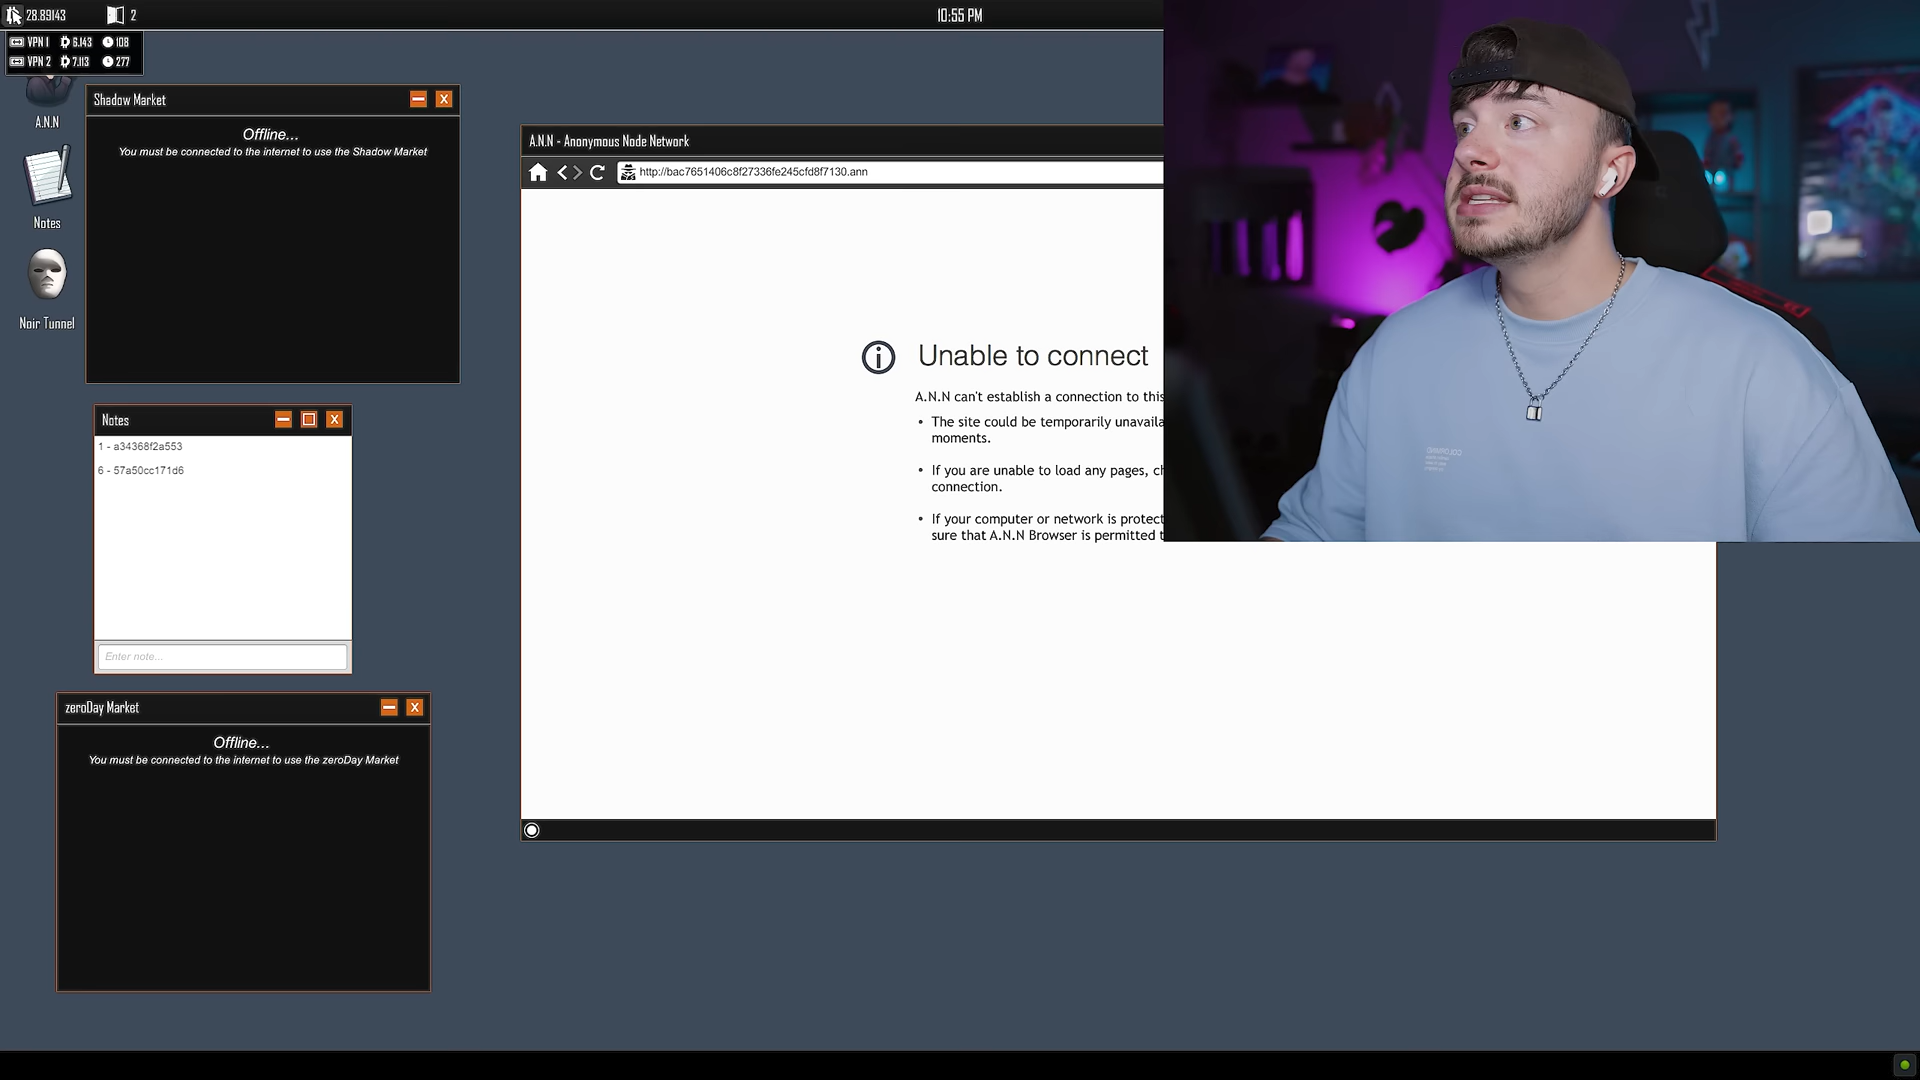 28.89143
2
10:55 PM
VPN 1 6.143 108
VPN 2 7.113 277
A.N.N
Notes
Noir Tunnel
Shadow Market
Offline...
You must be connected to the internet to use the Shadow Market
A.N.N - Anonymous Node Network
http://bac7651406c8f27336fe245cfd8f7130.ann
Unable to connect
A.N.N can't establish a connection to this
• The site could be temporarily
moments.
• If you are unable to load any pages,
connection.
• If your computer or network is
sure that A.N.N Browser is permitted
Notes
1 - a34368f2a553
6 - 57a50cc171d6
Enter note...
zeroDay Market
Offline...
You must be connected to the internet to use the zeroDay Market